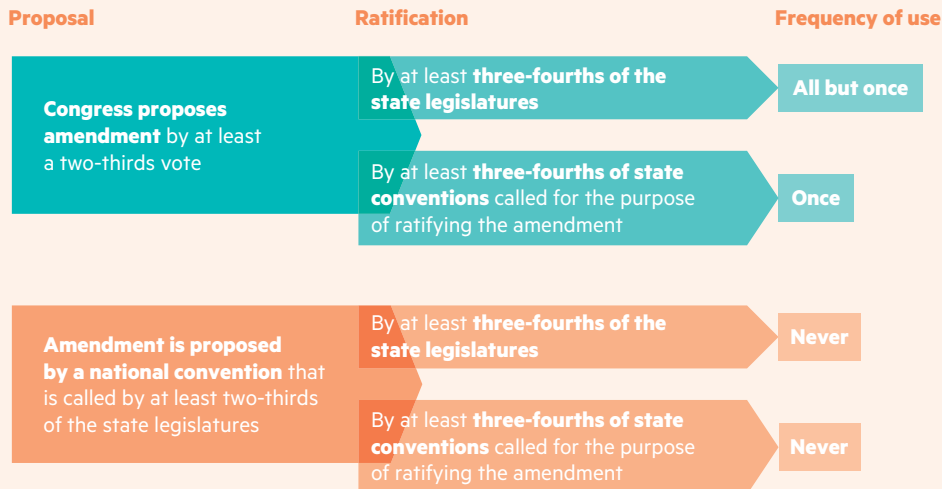 Proposal
Ratification
Frequency of use
Congress proposes
amendment by at least
a two-thirds vote
By at least three-fourths of the
state legislatures
All but once
By at least three-fourths of state
conventions called for the purpose
of ratifying the amendment
Once
Amendment is proposed
by a national convention that
is called by at least two-thirds
of the state legislatures
By at least three-fourths of the
state legislatures
Never
By at least three-fourths of state
conventions called for the purpose
of ratifying the amendment
Never